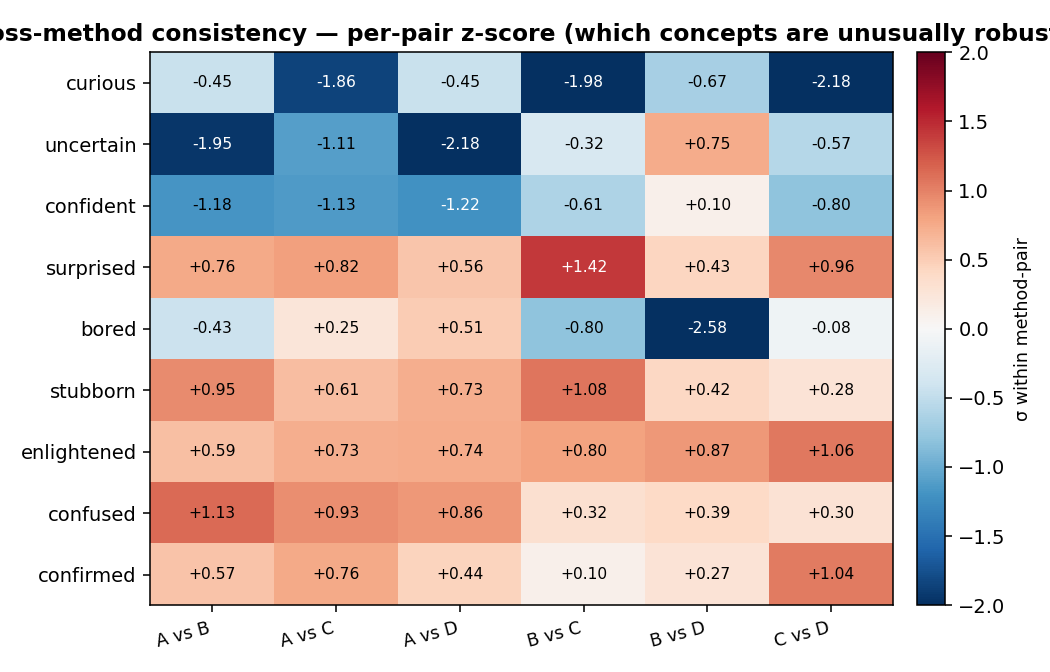 oss-method consistency — per-pair z-score (which concepts are unusually robust
curious -0.45 -1.86 -0.45 -1.98 -0.67 -2.18
uncertain -1.95 -1.11 -2.18 -0.32 +0.75 -0.57
confident -1.18 -1.13 -1.22 -0.61 +0.10 -0.80
surprised +0.76 +0.82 +0.56 +1.42 +0.43 +0.96
bored -0.43 +0.25 +0.51 -0.80 -2.58 -0.08
stubborn +0.95 +0.61 +0.73 +1.08 +0.42 +0.28
enlightened +0.59 +0.73 +0.74 +0.80 +0.87 +1.06
confused +1.13 +0.93 +0.86 +0.32 +0.39 +0.30
confirmed +0.57 +0.76 +0.44 +0.10 +0.27 +1.04
A vs B A vs C A vs D B vs C B vs D C vs D
2.0
1.5
1.0
0.5
0.0
−0.5
−1.0
−1.5
−2.0
σ within method-pair